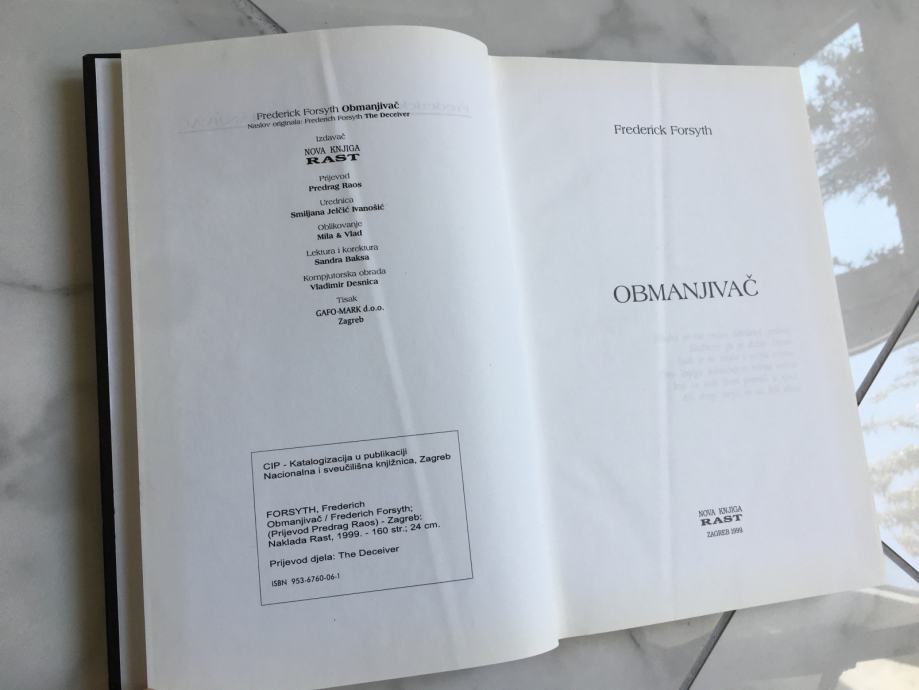 Frederick Forsyth Obmanjivač
Naslov originala: Frederich Forsyth The Deceiver
Izdavač
NOVA KNJIGA
RAST
Prijevod
Predrag Raos
Urednica
Smiljana Jelčić Ivanošić
Oblikovanje
Mila & Vlad
Lektura i korektura
Sandra Baksa
Kompjutorska obrada
Vladimir Desnica
Tisak
GAFO-MARK d.o.o.
Zagreb
CIP - Katalogizacija u publikaciji
Nacionalna i sveučilišna knjižnica, Zagreb
FORSYTH, Frederich
Obmanjivač / Frederich Forsyth;
(Prijevod Predrag Raos) - Zagreb:
Naklada Rast, 1999. - 160 str.; 24 cm.
Prijevod djela: The Deceiver
ISBN 953-6760-06-1
Frederick Forsyth
OBMANJIVAČ
NOVA KNJIGA
RAST
ZAGREB 1999